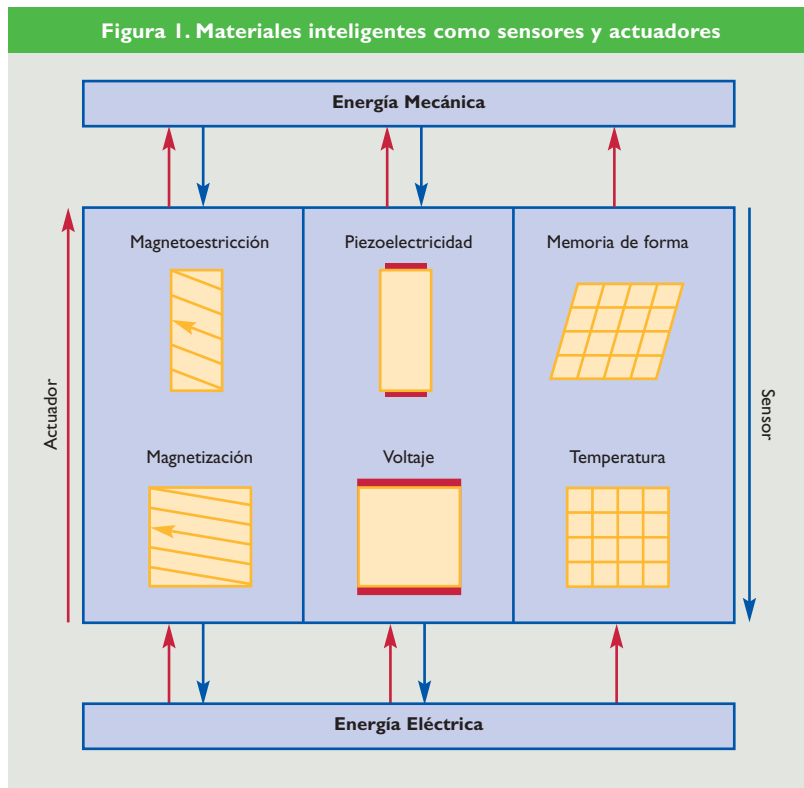 Figura 1. Materiales inteligentes como sensores y actuadores
Energía Mecánica
Magnetoestricción
Piezoelectricidad
Memoria de forma
Actuador
Sensor
Magnetización
Voltaje
Temperatura
Energía Eléctrica